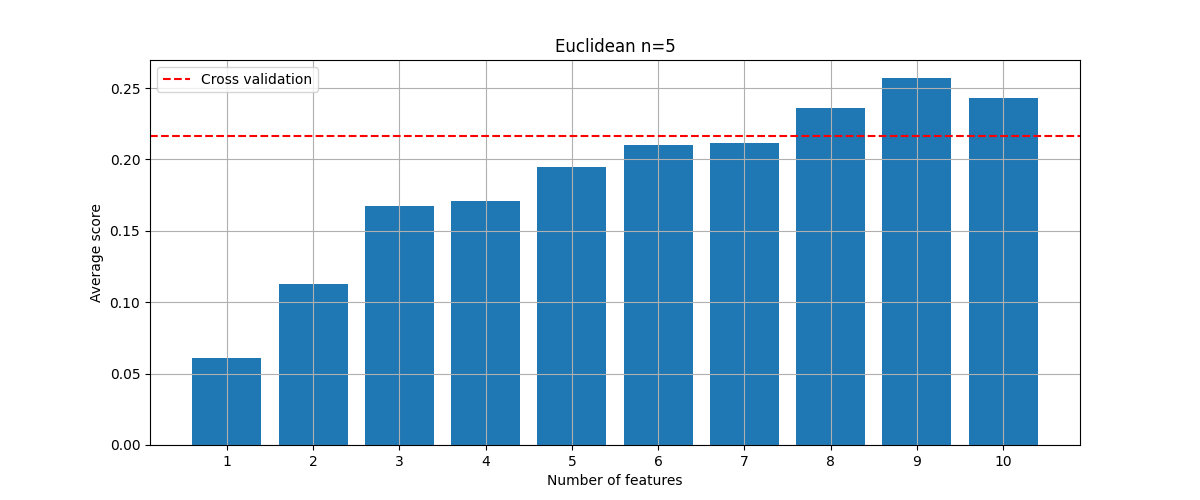 Euclidean n=5
Cross validation
Average score
0.25
0.20
0.15
0.10
0.05
0.00
1 2 3 4 5 6 7 8 9 10
Number of features